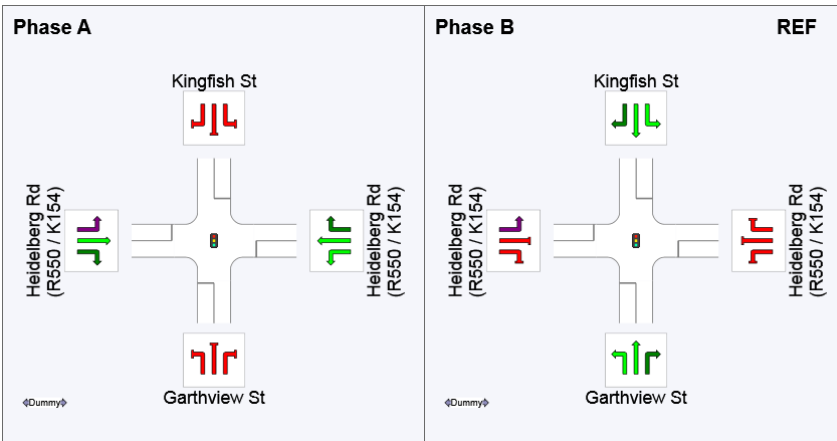 Phase A
Kingfish St
Heidelberg Rd
(R550 / K154)
Heidelberg Rd
(R550 / K154)
Garthview St
Dummy
Phase B
REF
Kingfish St
Heidelberg Rd
(R550 / K154)
Heidelberg Rd
(R550 / K154)
Garthview St
Dummy